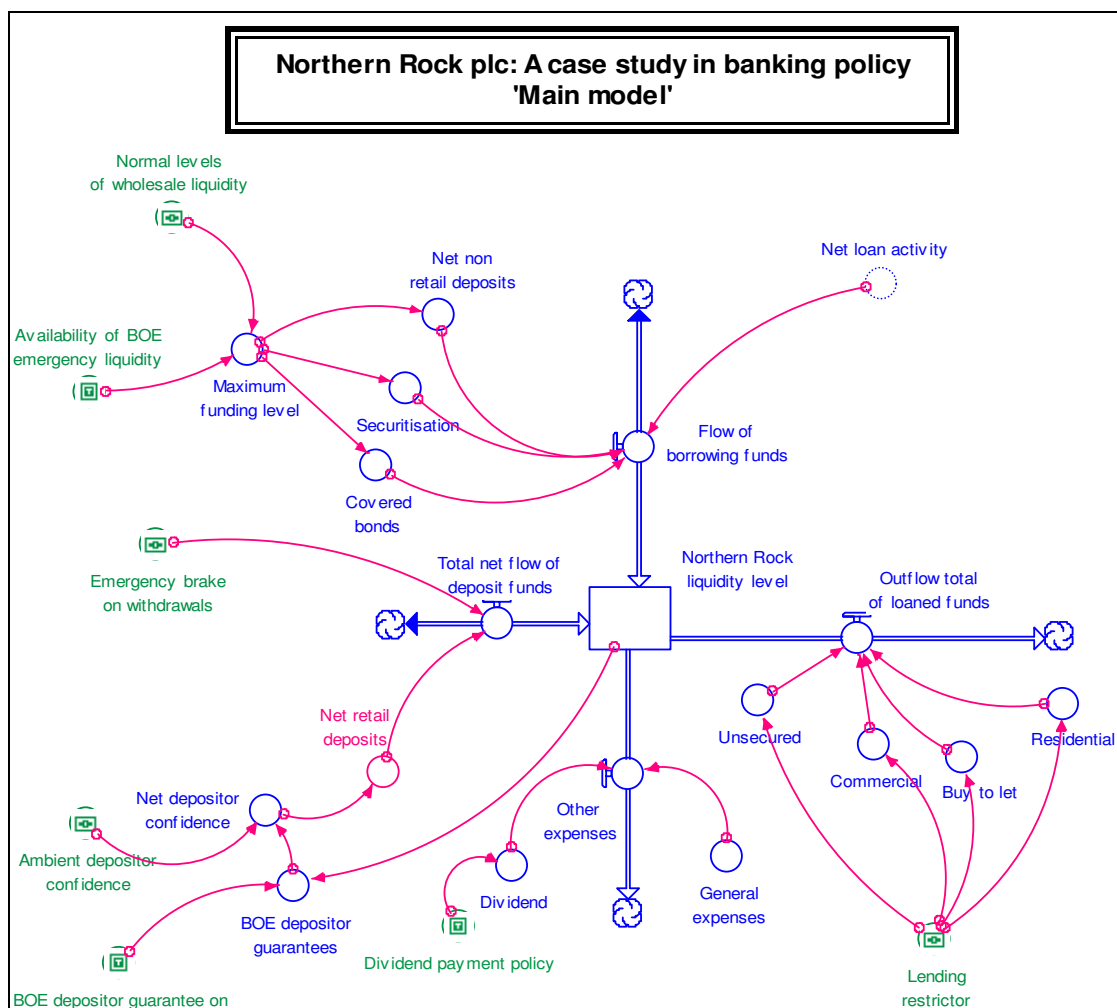 Northern Rock plc: A case study in banking policy
'Main model'
Normal levels
of wholesale liquidity
Net non
retail deposits
Net loan activity
Availability of BOE
emergency liquidity
Maximum
funding level
Securitisation
Flow of
borrowing funds
Covered
bonds
Emergency brake
on withdrawals
Total net flow of
deposit funds
Northern Rock
liquidity level
Outflow total
of loaned funds
Net retail
deposits
Unsecured
Commercial
Buy to let
Residential
Net depositor
confidence
Other
expenses
Ambient depositor
confidence
Dividend
General
expenses
BOE depositor
guarantees
Dividend payment policy
Lending
restrictor
BOE depositor guarantee on
T
T
T